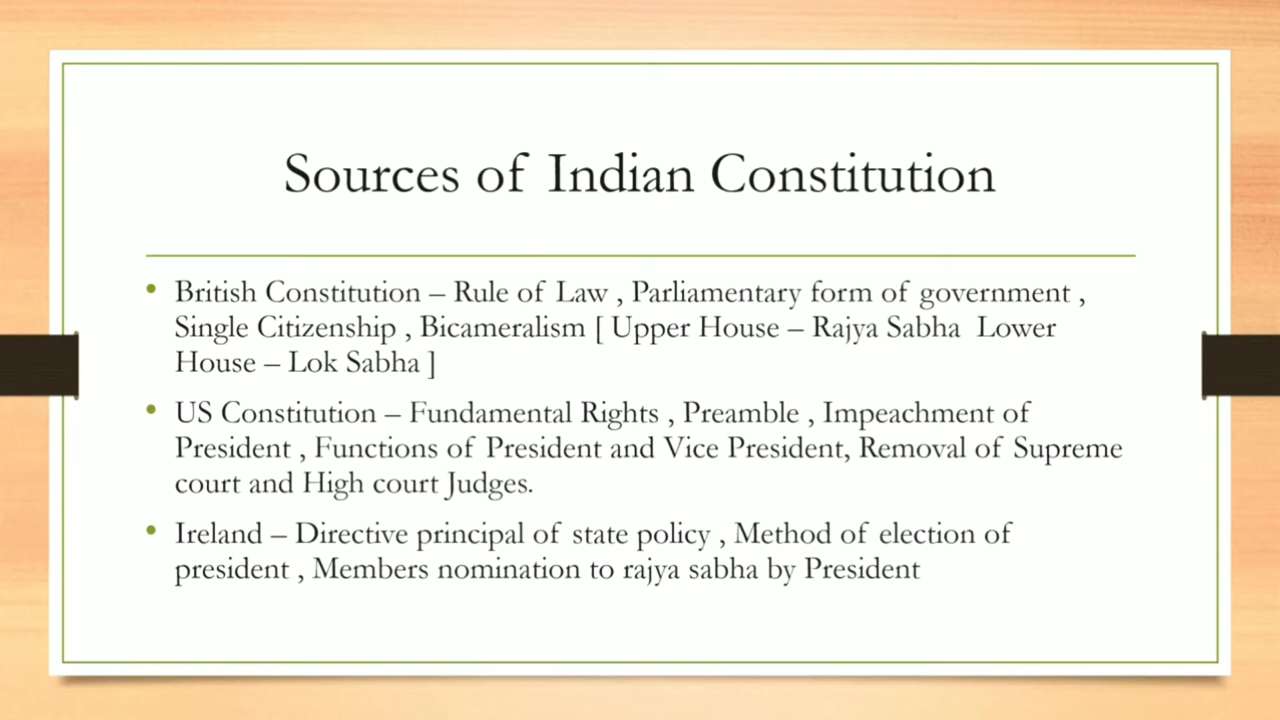 Sources of Indian Constitution
• British Constitution – Rule of Law , Parliamentary form of government ,
Single Citizenship , Bicameralism [ Upper House – Rajya Sabha Lower
House – Lok Sabha ]
• US Constitution – Fundamental Rights , Preamble , Impeachment of
President , Functions of President and Vice President, Removal of Supreme
court and High court Judges.
• Ireland – Directive principal of state policy , Method of election of
president , Members nomination to rajya sabha by President